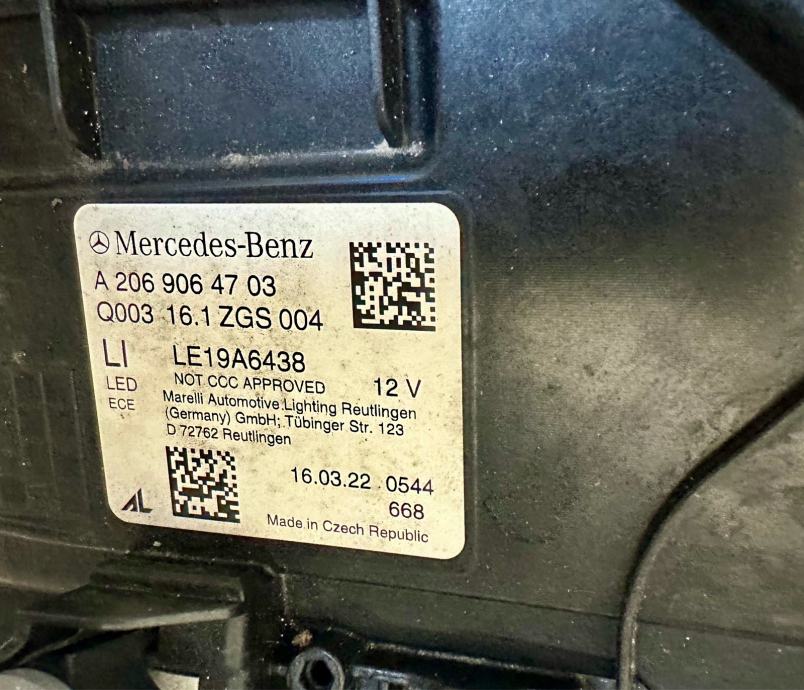 Mercedes-Benz
A 206 906 47 03
Q003 16.1 ZGS 004
LI LE19A6438
LED NOT CCC APPROVED 12 V
ECE Marelli Automotive Lighting Reutlingen
(Germany) GmbH; Tübinger Str. 123
D 72762 Reutlingen
16.03.22 0544
668
AL Made in Czech Republic